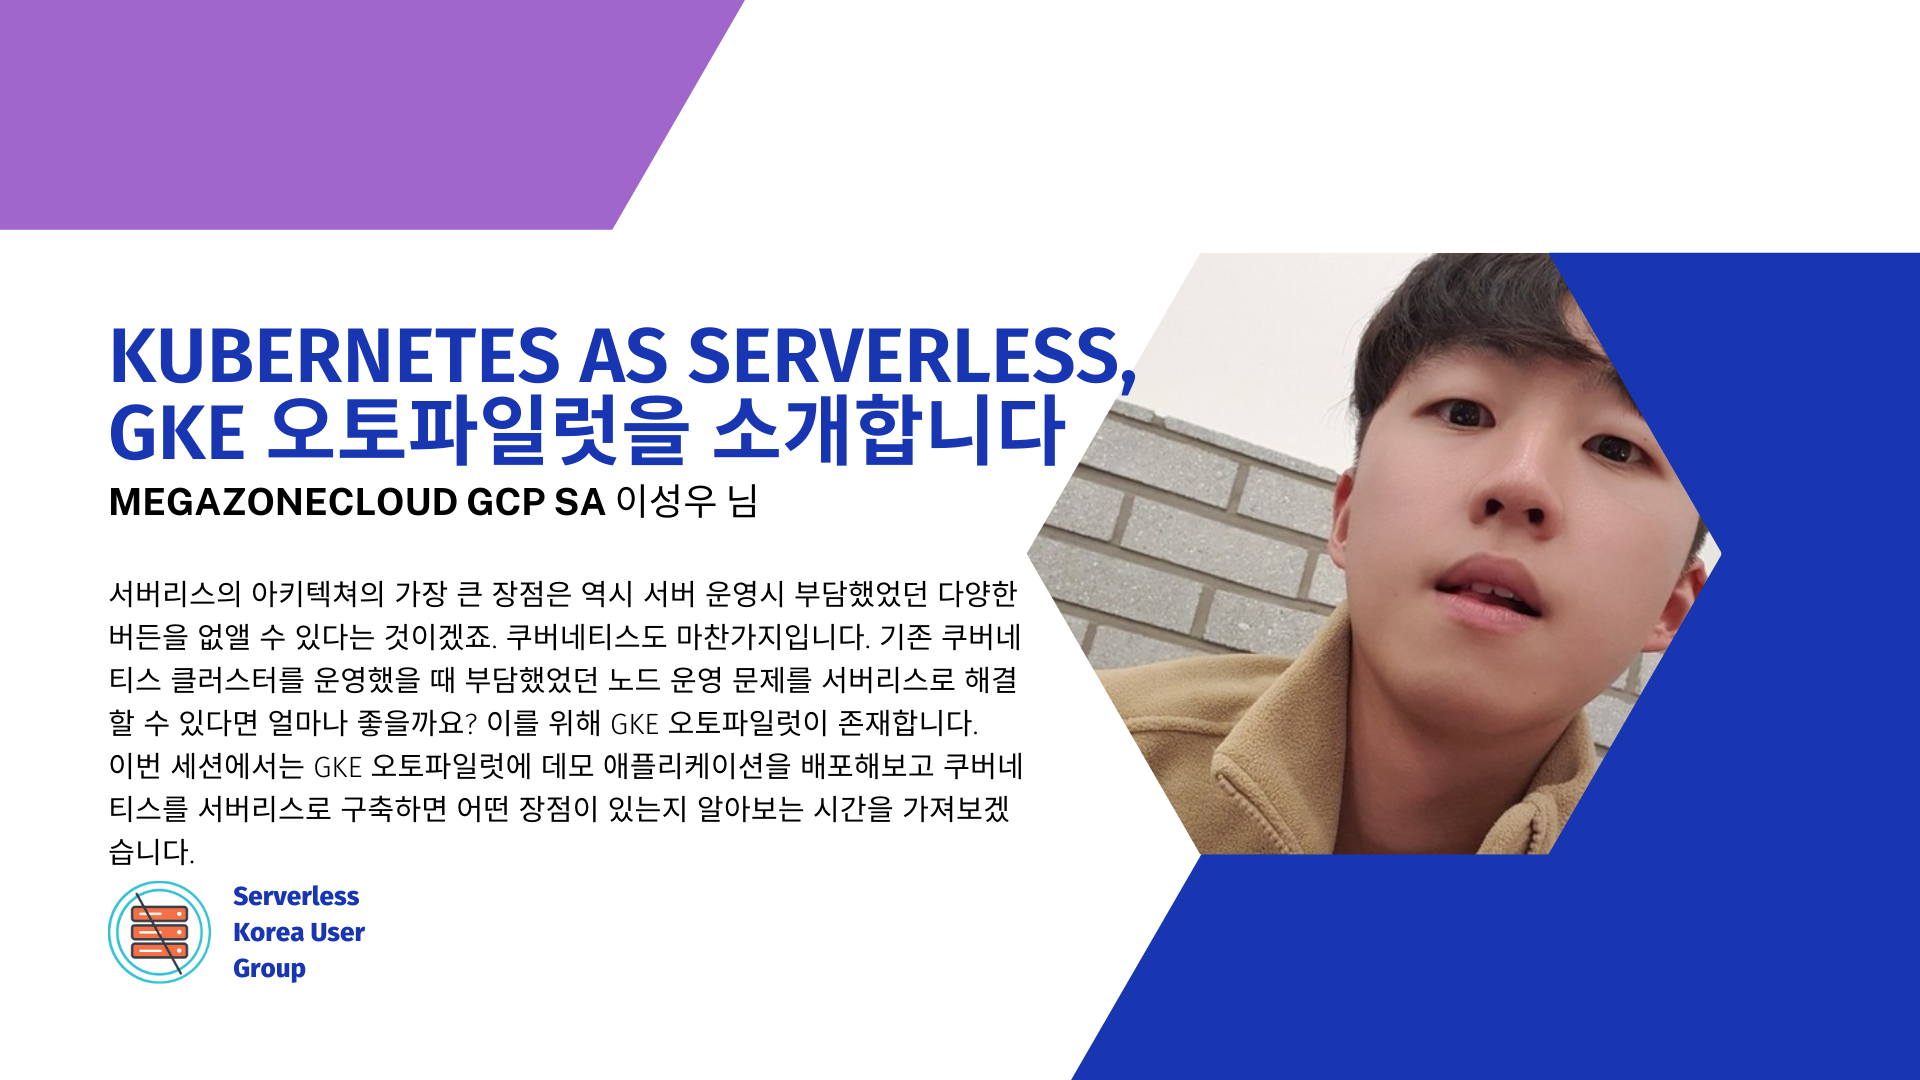 KUBERNETES AS SERVERLESS,
GKE 오토파일럿을 소개합니다
MEGAZONECLOUD GCP SA 이성우 님
서버리스의 아키텍쳐의 가장 큰 장점은 역시 서버 운영시 부담했었던 다양한
버든을 없앨 수 있다는 것이겠죠. 쿠버네티스도 마찬가지입니다. 기존 쿠버네
티스 클러스터를 운영했을 때 부담했었던 노드 운영 문제를 서버리스로 해결
할 수 있다면 얼마나 좋을까요? 이를 위해 GKE 오토파일럿이 존재합니다.
이번 세션에서는 GKE 오토파일럿에 데모 애플리케이션을 배포해보고 쿠버네
티스를 서버리스로 구축하면 어떤 장점이 있는지 알아보는 시간을 가져보겠
습니다.
Serverless
Korea User
Group